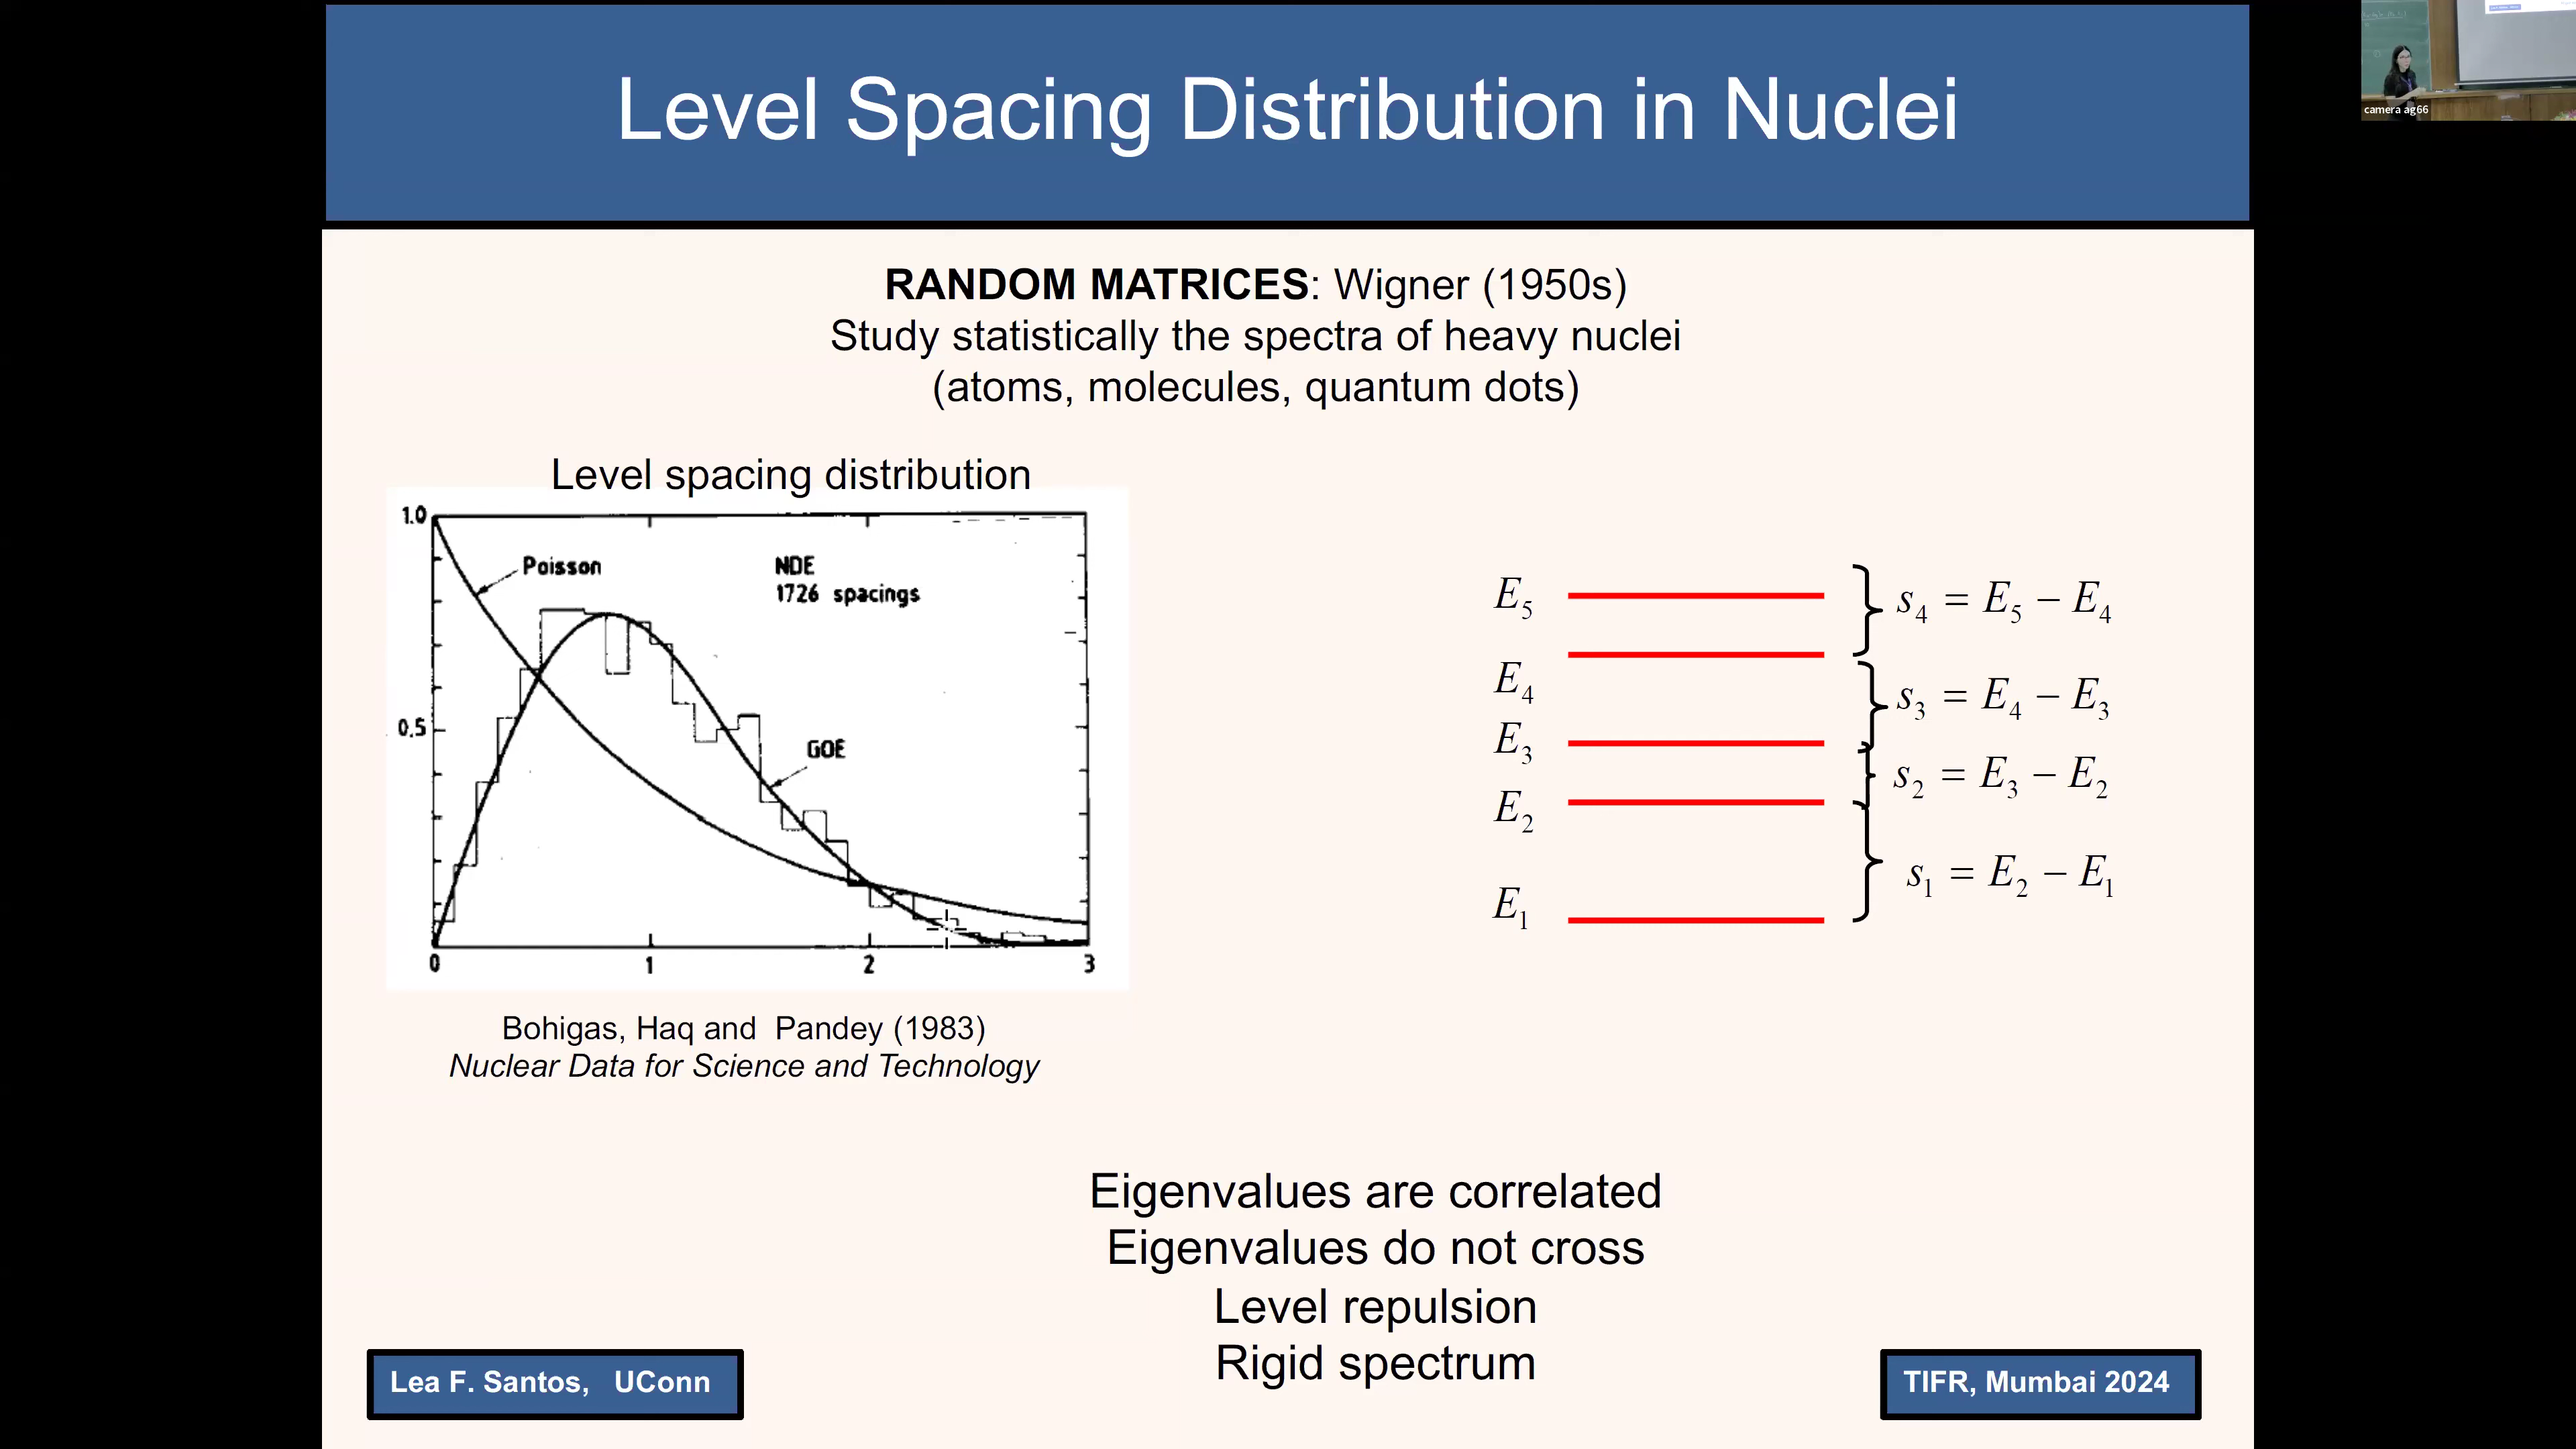 Level Spacing Distribution in Nuclei
camera ag66
RANDOM MATRICES: Wigner (1950s)
Study statistically the spectra of heavy nuclei
(atoms, molecules, quantum dots)
Level spacing distribution
1.0
Poisson
NDE
1726 spacings
0.5
GOE
0 1 2 3
Bohigas, Haq and Pandey (1983)
Nuclear Data for Science and Technology
E5
s4 = E5 − E4
E4
s3 = E4 − E3
E3
s2 = E3 − E2
E2
s1 = E2 − E1
E1
Eigenvalues are correlated
Eigenvalues do not cross
Level repulsion
Rigid spectrum
Lea F. Santos, UConn
TIFR, Mumbai 2024